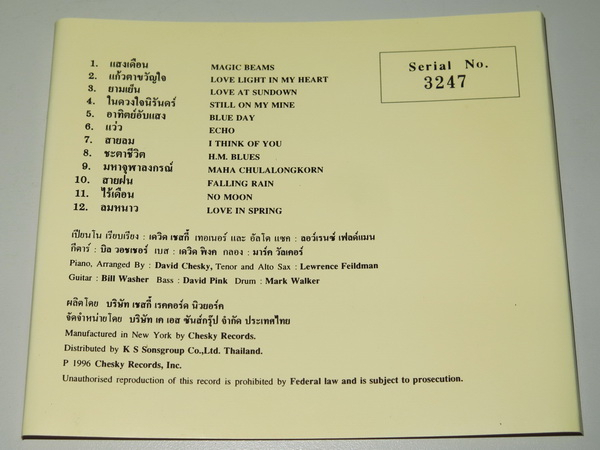 1. แสงเดือน MAGIC BEAMS
2. แก้วตาขวัญใจ LOVE LIGHT IN MY HEART
3. ยามเย็น LOVE AT SUNDOWN
4. ในดวงใจนิรันดร์ STILL ON MY MINE
5. อาทิตย์อับแสง BLUE DAY
6. แว่ว ECHO
7. สายลม I THINK OF YOU
8. ชะตาชีวิต H.M. BLUES
9. มหาจุฬาลงกรณ์ MAHA CHULALONGKORN
10. สายฝน FALLING RAIN
11. ไร้เดือน NO MOON
12. ลมหนาว LOVE IN SPRING
Serial No.
3247
เปียนโน เรียบเรียง : เดวิด เชสกี้ เทอเนอร์ และ อัลโต แซค : ลอว์เรนซ์ เฟลด์แมน
กีตาร์ : บิล วอชเชอร์ เบส : เดวิด พิงค กลอง : มาร์ค วัลเคอร์
Piano, Arranged By : David Chesky, Tenor and Alto Sax : Lewrence Feildman
Guitar : Bill Washer Bass : David Pink Drum : Mark Walker
ผลิตโดย บริษัท เชสกี้ เรคคอร์ด นิวยอร์ค
จัดจำหน่ายโดย บริษัท เค เอส ซันส์กรุ๊ป จำกัด ประเทศไทย
Manufactured in New York by Chesky Records.
Distributed by K S Sonsgroup Co.,Ltd. Thailand.
P 1996 Chesky Records, Inc.
Unauthorised reproduction of this record is prohibited by Federal law and is subject to prosecution.